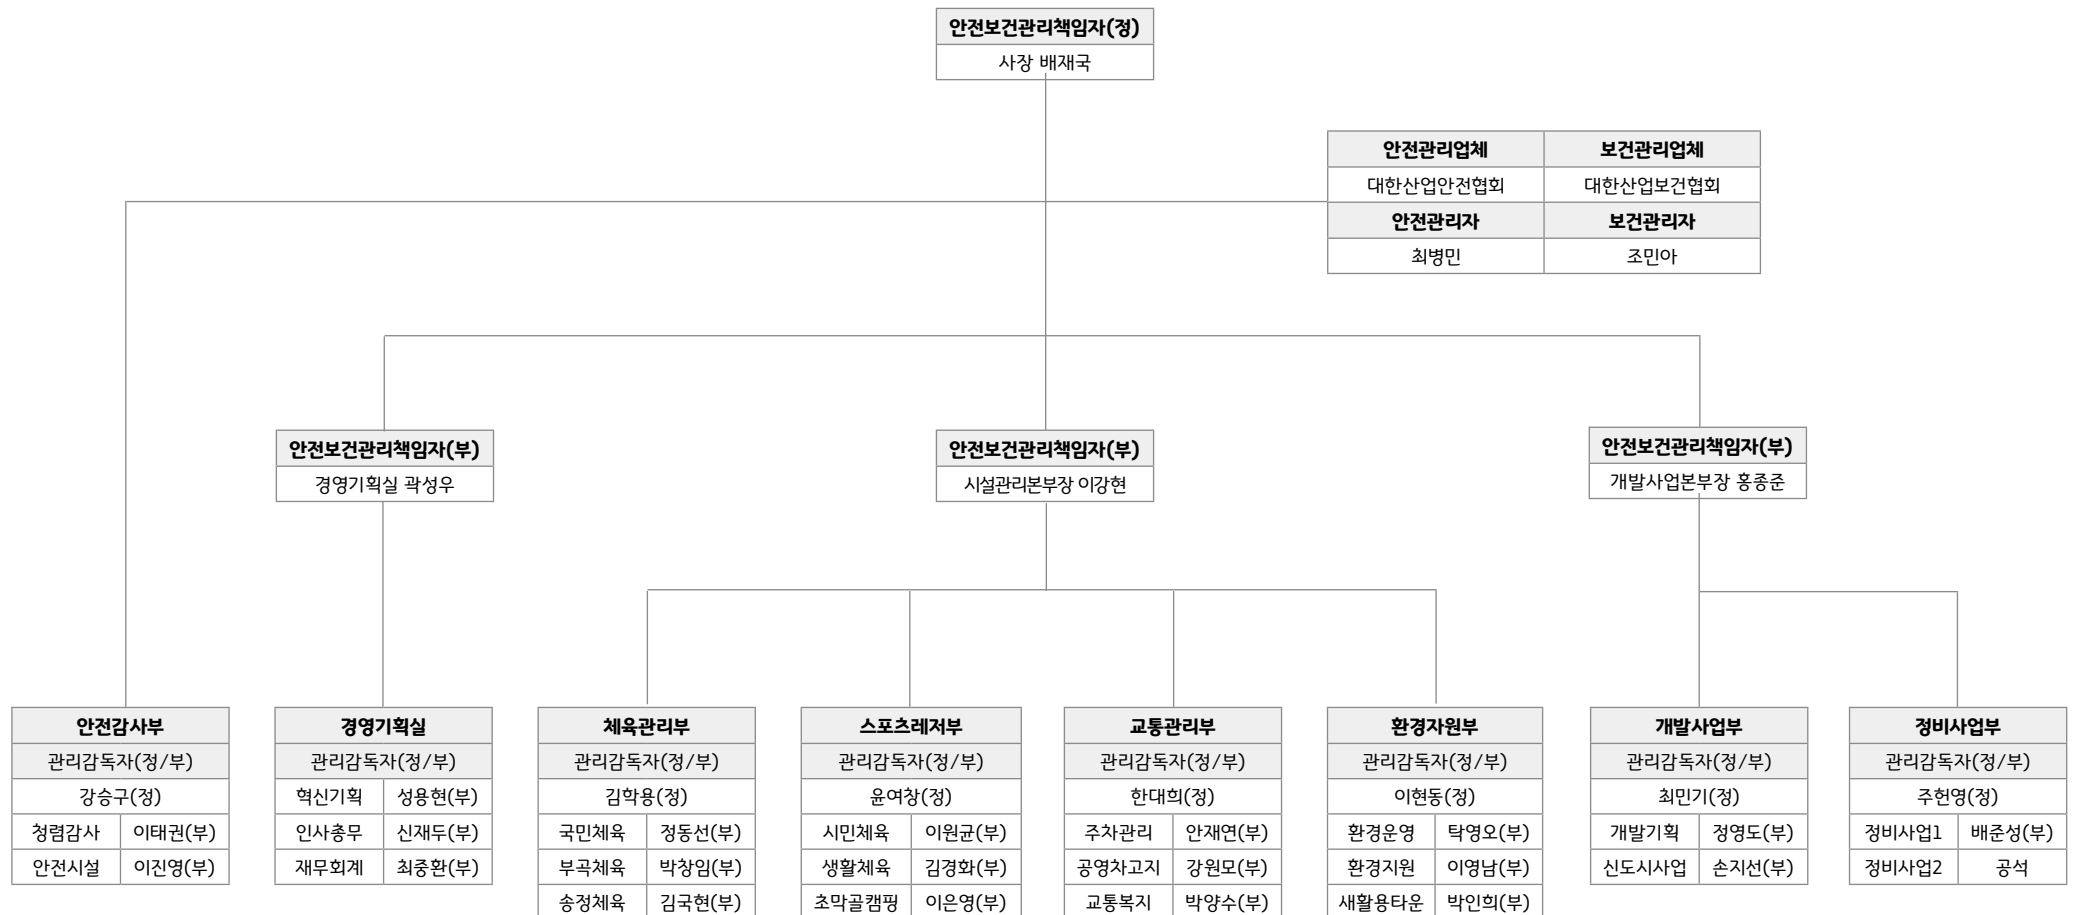 안전보건관리책임자(정)
사장 배재국
안전관리업체 보건관리업체
대한산업안전협회 대한산업보건협회
안전관리자 보건관리자
최병민 조민아
안전보건관리책임자(부)
경영기획실 곽성우
안전보건관리책임자(부)
시설관리본부장 이강현
안전보건관리책임자(부)
개발사업본부장 홍종준
안전감사부
관리감독자(정/부)
강승구(정)
청렴감사 이태권(부)
안전시설 이진영(부)
경영기획실
관리감독자(정/부)
혁신기획 성용현(부)
인사총무 신재두(부)
재무회계 최중환(부)
체육관리부
관리감독자(정/부)
김학용(정)
국민체육 정동선(부)
부곡체육 박창임(부)
송정체육 김국현(부)
스포츠레저부
관리감독자(정/부)
윤여창(정)
시민체육 이원균(부)
생활체육 김경화(부)
초막골캠핑 이은영(부)
교통관리부
관리감독자(정/부)
한대희(정)
주차관리 안재연(부)
공영차고지 강원모(부)
교통복지 박양수(부)
환경자원부
관리감독자(정/부)
이현동(정)
환경운영 탁영오(부)
환경지원 이영남(부)
새활용타운 박인희(부)
개발사업부
관리감독자(정/부)
최민기(정)
개발기획 정영도(부)
신도시사업 손지선(부)
정비사업부
관리감독자(정/부)
주헌영(정)
정비사업1 배준성(부)
정비사업2 공석